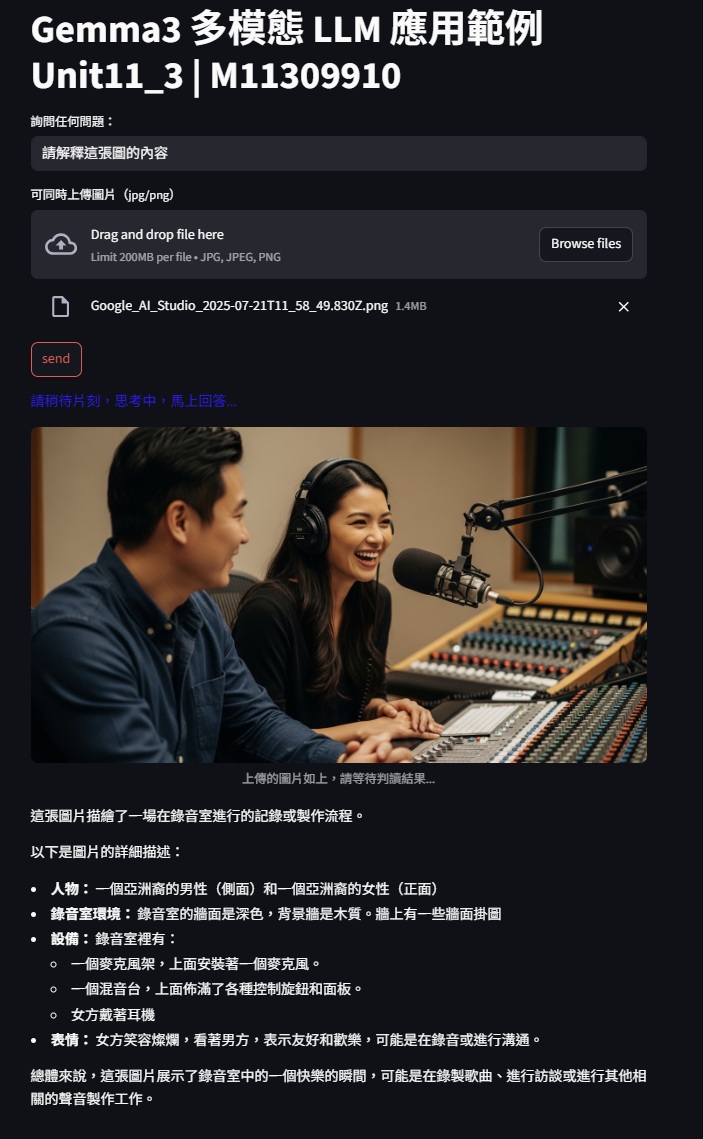 Gemma3 多模態 LLM 應用範例
Unit11_3 | M11309910
詢問任何問題：
請解釋這張圖的內容
可同時上傳圖片（jpg/png）
Drag and drop file here
Limit 200MB per file • JPG, JPEG, PNG
Browse files
Google_AI_Studio_2025-07-21T11_58_49.830Z.png 1.4MB
send
請稍待片刻，思考中，馬上回答...
上傳的圖片如上，請等待判讀結果...
這張圖片描繪了一場在錄音室進行的記錄或製作流程。
以下是圖片的詳細描述：
• 人物：一個亞洲裔的男性（側面）和一個亞洲裔的女性（正面）
• 錄音室環境：錄音室的牆面是深色，背景牆是木質。牆上有一些牆面掛圖
• 設備：錄音室裡有：
◦ 一個麥克風架，上面安裝著一個麥克風。
◦ 一個混音台，上面佈滿了各種控制旋鈕和面板。
◦ 女方戴著耳機
• 表情：女方笑容燦爛，看著男方，表示友好和歡樂，可能是在錄音或進行溝通。
總體來說，這張圖片展示了錄音室中的一個快樂的瞬間，可能是在錄製歌曲、進行訪談或進行其他相
關的聲音製作工作。